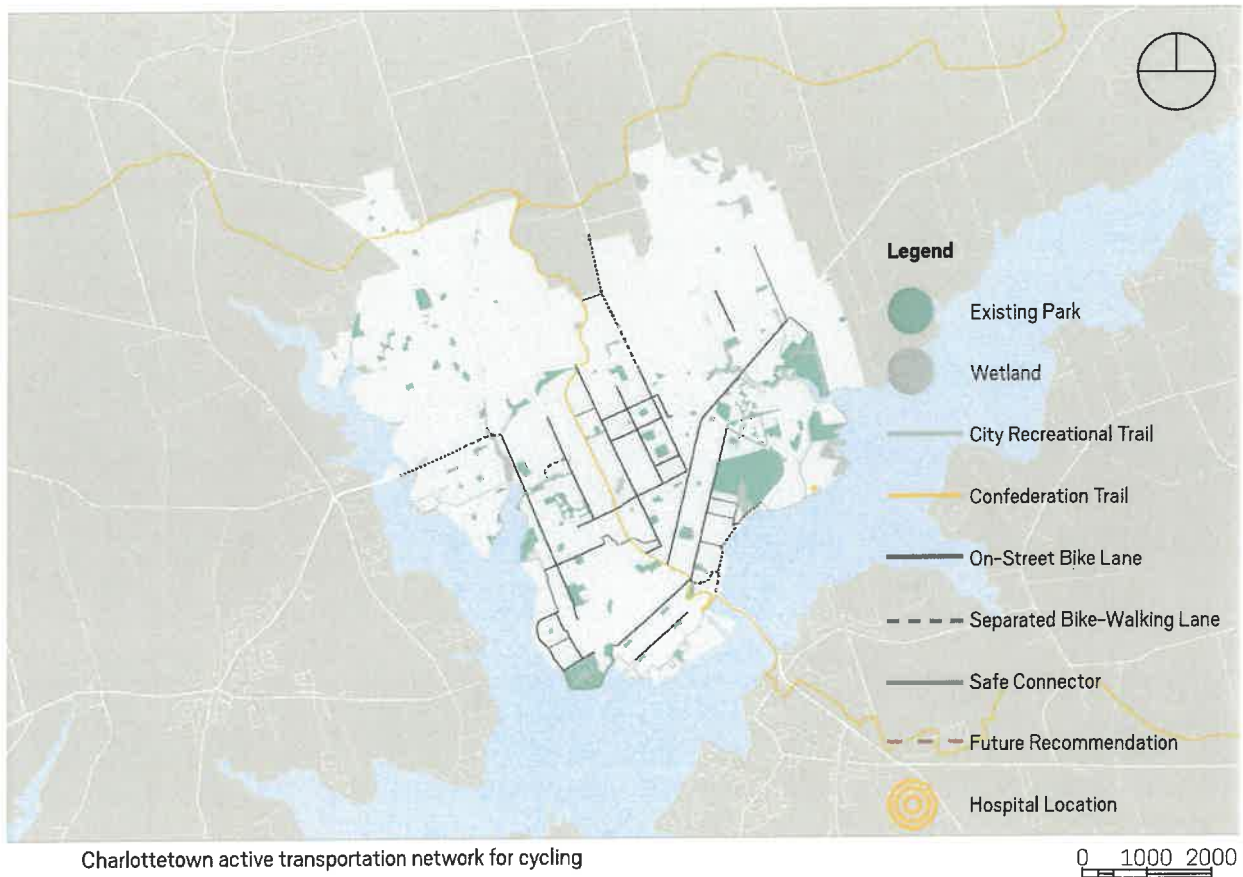 Legend
Existing Park
Wetland
City Recreational Trail
Confederation Trail
On-Street Bike Lane
Separated Bike-Walking Lane
Safe Connector
Future Recommendation
Hospital Location
Charlottetown active transportation network for cycling
0 1000 2000